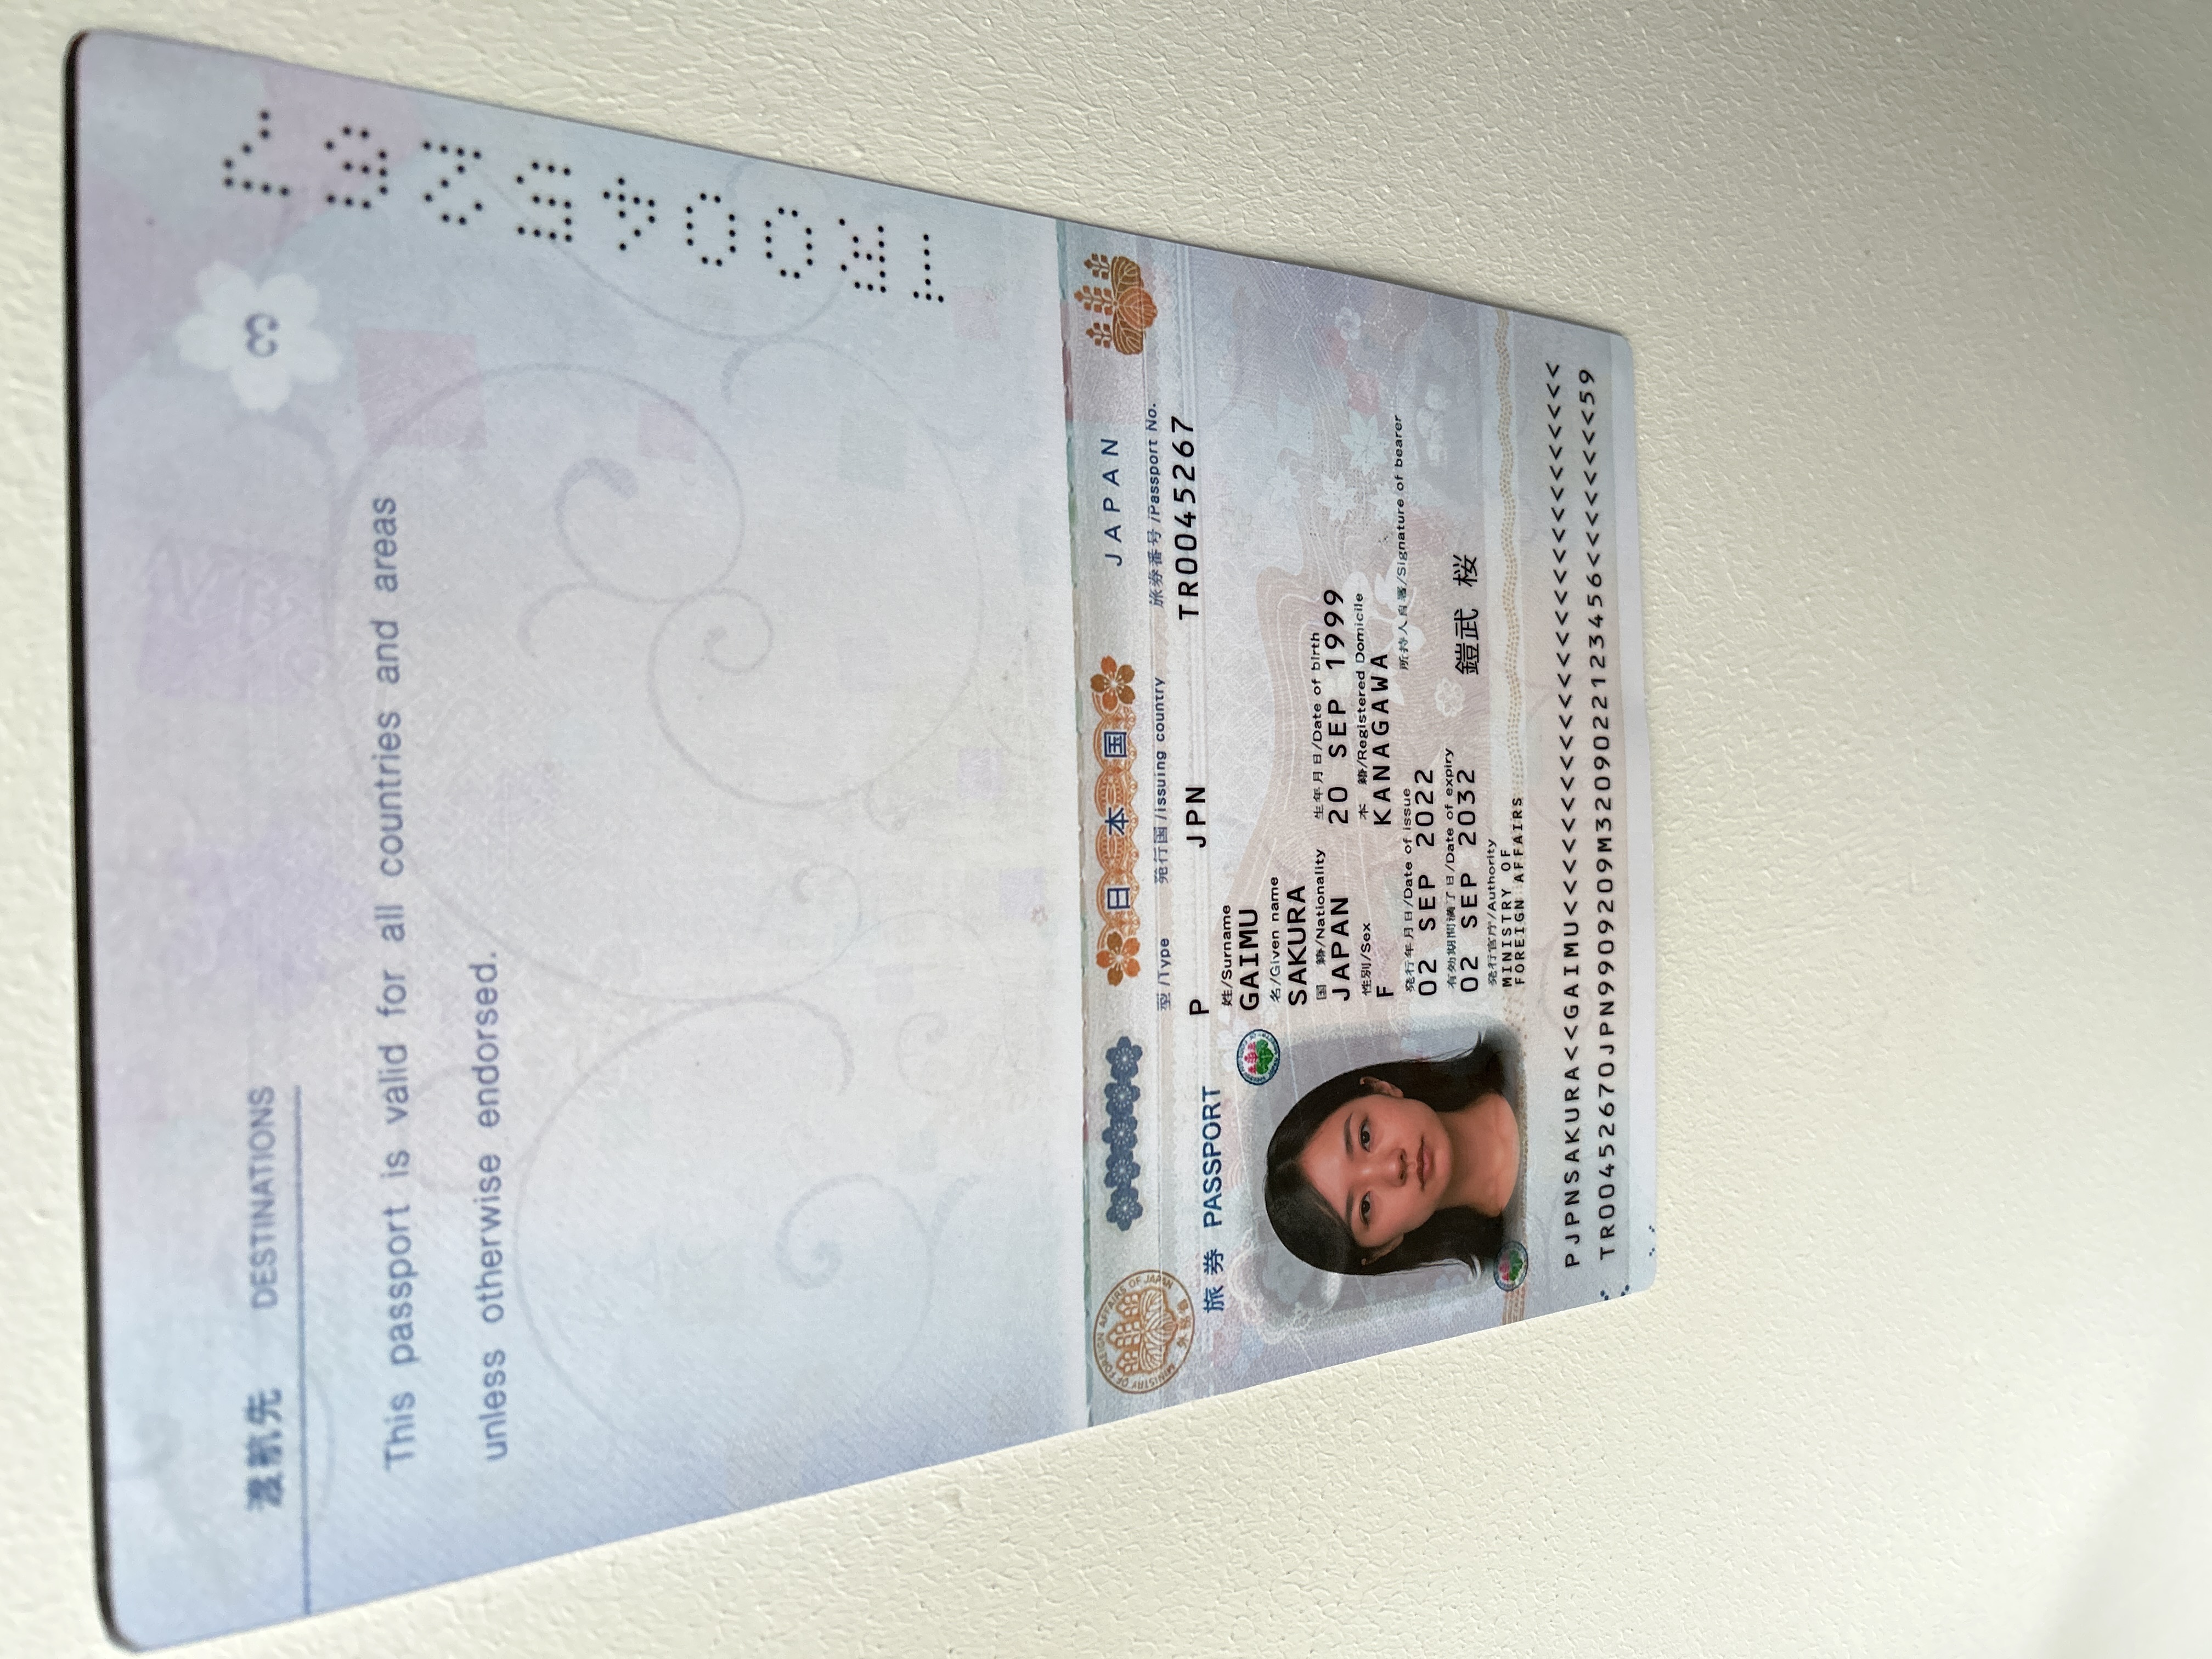 渡航先 DESTINATIONS
3
This passport is valid for all countries and areas
unless otherwise endorsed.
TR0045267
MINISTRY OF FOREIGN AFFAIRS OF JAPAN
外務省
日本国
JAPAN
型/Type 発行国/issuing country 旅券番号/Passport No.
旅券 PASSPORT
P JPN TR0045267
姓/Surname
GAIMU
名/Given name
SAKURA
国 籍/Nationality 生年月日/Date of birth
JAPAN 20 SEP 1999
性別/Sex 本 籍/Registered Domicile
F KANAGAWA
発行年月日/Date of issue 所持人自署/Signature of bearer
02 SEP 2022
有効期間満了日/Date of expiry
02 SEP 2032 鎧武 桜
発行官庁/Authority
MINISTRY OF
FOREIGN AFFAIRS
PJPNSAKURA<<GAIMU<<<<<<<<<<<<<<<<<<<<<<<<<<<
TR00452670JPN9909209M3209022123456<<<<<<<<59